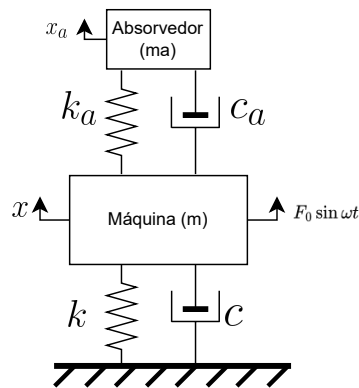 x_a
Absorvedor
(ma)
k_a
c_a
x
Máquina (m)
F_0 sin ωt
k
c